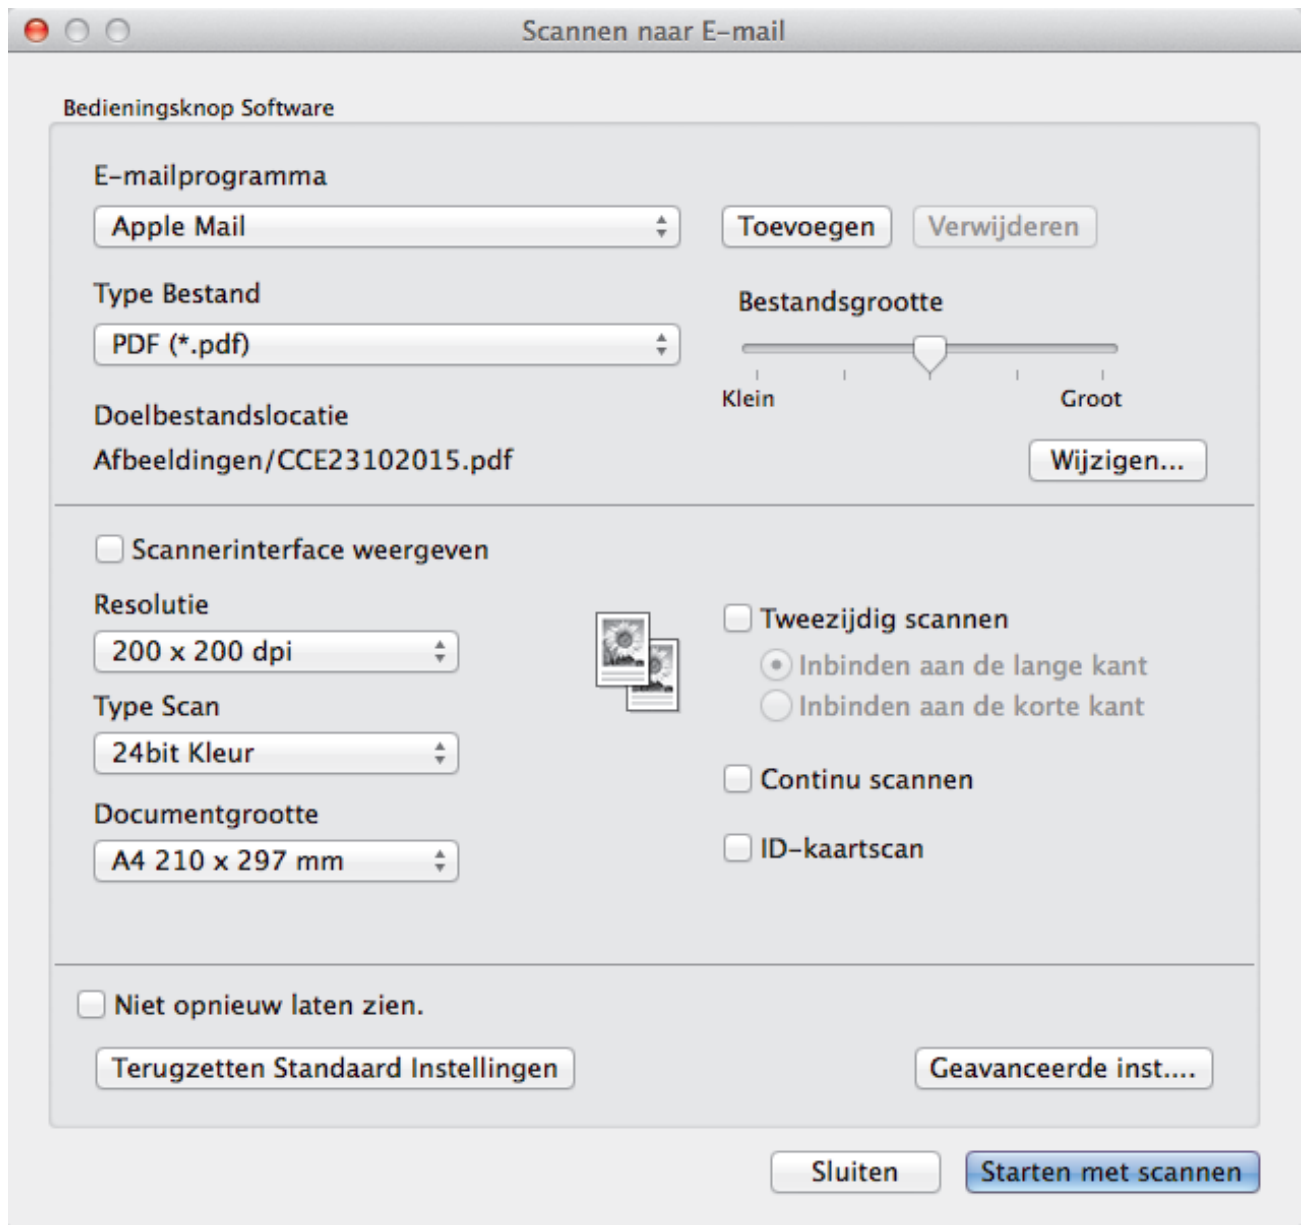 Scannen naar E-mail
Bedieningsknop Software
E-mailprogramma
Apple Mail
Toevoegen
Verwijderen
Type Bestand
Bestandsgrootte
PDF (*.pdf)
Klein
Groot
Doelbestandslocatie
Afbeeldingen/CCE23102015.pdf
Wijzigen...
Scannerinterface weergeven
Resolutie
200 x 200 dpi
Type Scan
24bit Kleur
Documentgrootte
A4 210 x 297 mm
Tweezijdig scannen
Inbinden aan de lange kant
Inbinden aan de korte kant
Continu scannen
ID-kaartscan
Niet opnieuw laten zien.
Terugzetten Standaard Instellingen
Geavanceerde inst....
Sluiten
Starten met scannen